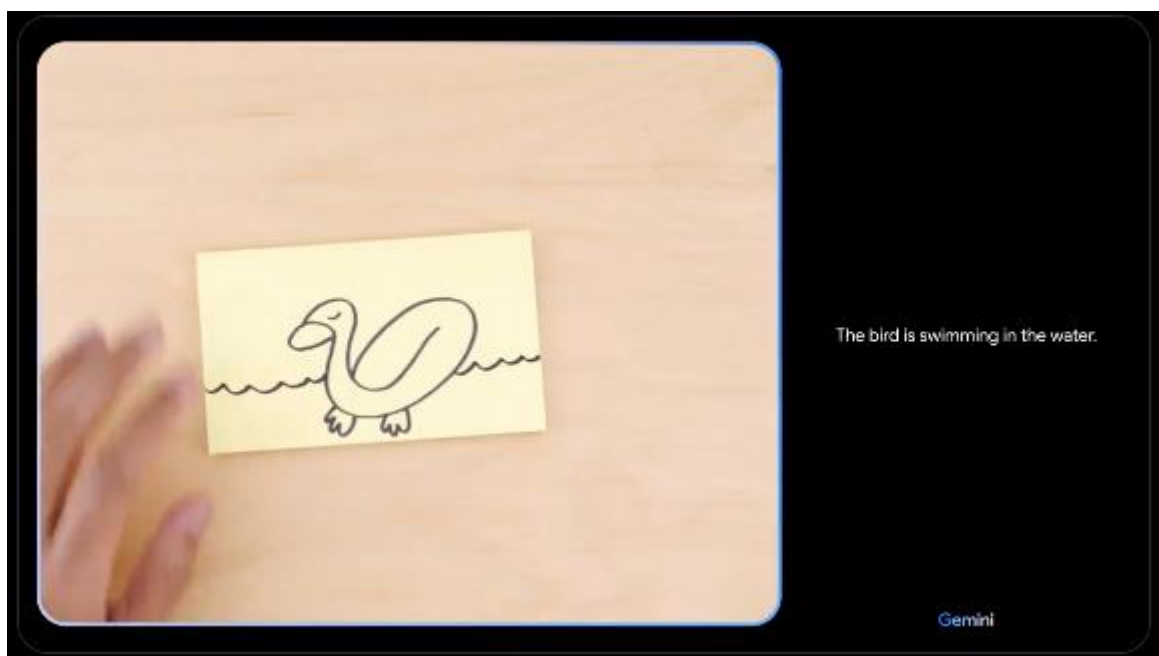 The bird is swimming in the water.
Gemini